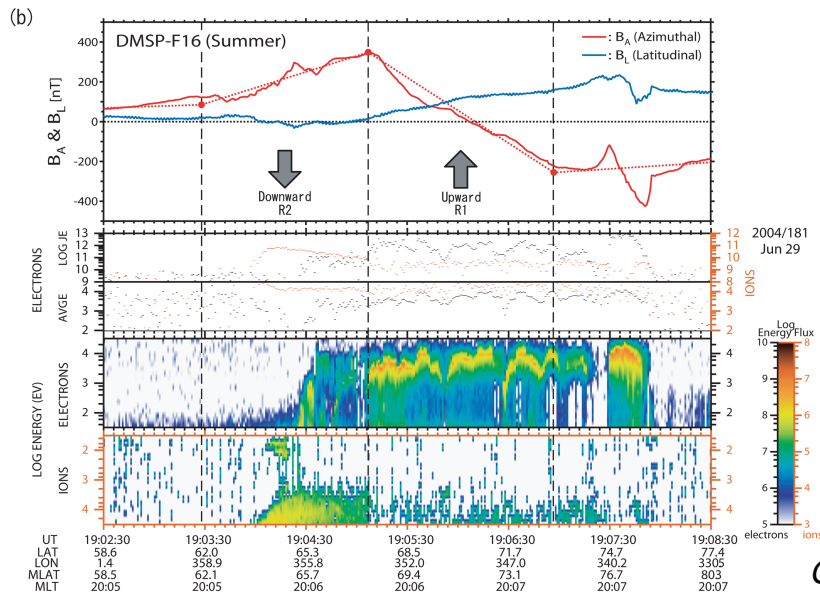 (b)
DMSP-F16 (Summer)
: B_A (Azimuthal)
: B_L (Latitudinal)
B_A & B_L [nT]
400
200
0
-200
-400
Downward
R2
Upward
R1
2004/181
Jun 29
ELECTRONS
LOG JE
13
12
11
10
9
12
11
10
9
8
IONS
AVGE
4
3
2
4
3
2
LOG ENERGY (EV)
ELECTRONS
4
3
2
IONS
2
3
4
Log
Energy Flux
10
9
8
7
6
5
8
7
6
5
4
3
electrons
ions
UT 19:02:30 19:03:30 19:04:30 19:05:30 19:06:30 19:07:30 19:08:30
LAT 58.6 62.0 65.3 68.5 71.7 74.7 77.4
LON 1.4 358.9 355.8 352.0 347.0 340.2 3305
MLAT 58.5 62.1 65.7 69.4 73.1 76.7 803
MLT 20:05 20:05 20:06 20:06 20:07 20:07 20:07